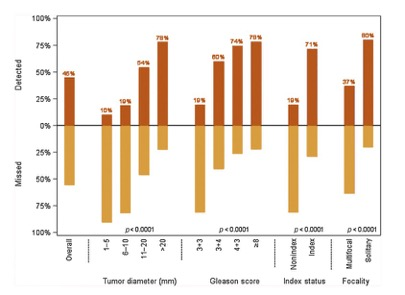 100%
75%
50%
25%
0%
25%
50%
75%
100%
Detected
Missed
45%
10%
19%
54%
78%
19%
60%
74%
78%
19%
71%
37%
80%
p < 0.0001
p < 0.0001
p < 0.0001
p < 0.0001
Overall
1–5
6–10
11–20
>20
3+3
3+4
4+3
≥8
Nonindex
Index
Multifocal
Solitary
Tumor diameter (mm)
Gleason score
Index status
Focality